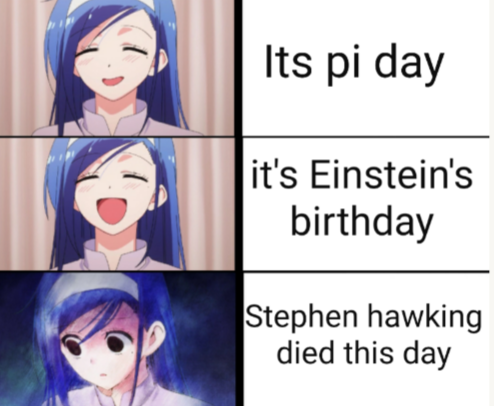 Its pi day
it's Einstein's
birthday
Stephen hawking
died this day